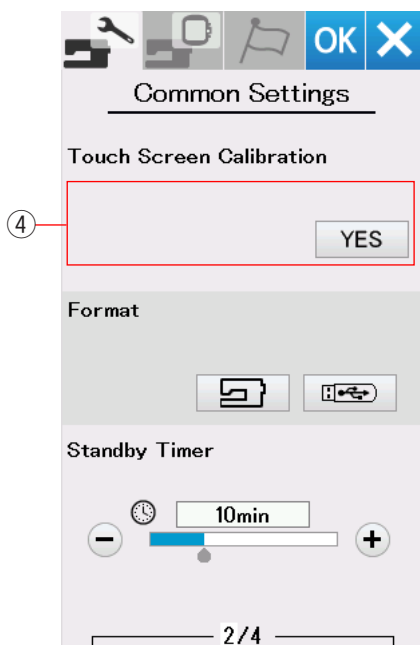 OK
Common Settings
Touch Screen Calibration
④
YES
Format
Standby Timer
10min
2/4